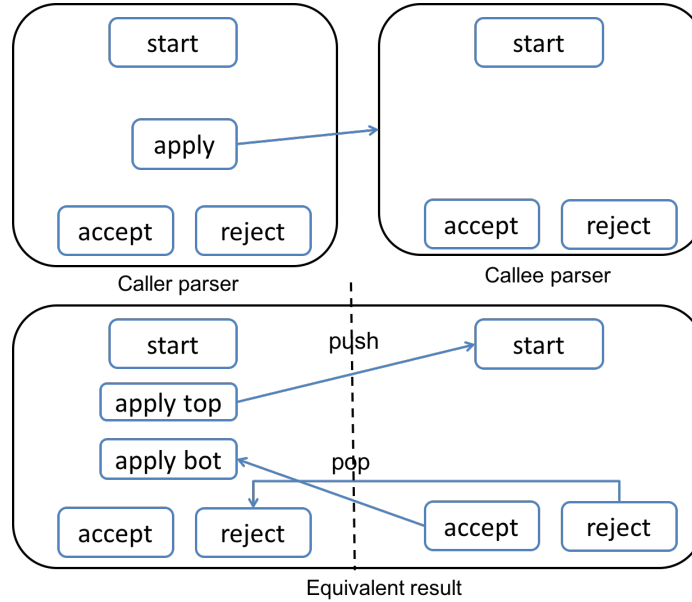 start
start
apply
accept
reject
accept
reject
Caller parser
Callee parser
start
push
start
apply top
apply bot
pop
accept
reject
accept
reject
Equivalent result